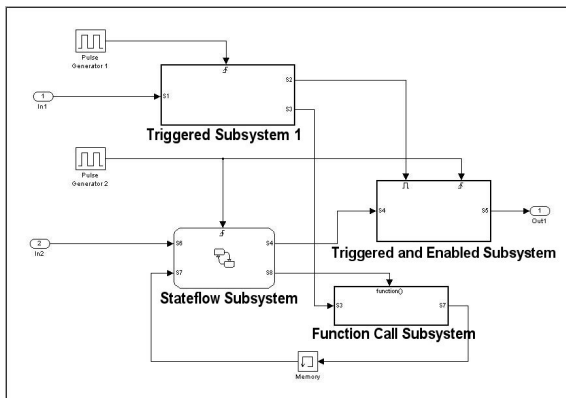 Pulse
Generator 1
1
In1
S1
S2
S3
Triggered Subsystem 1
Pulse
Generator 2
2
In2
S6
S7
S4
S8
Stateflow Subsystem
S4
S5
1
Out1
Triggered and Enabled Subsystem
function()
S3
S7
Function Call Subsystem
Memory